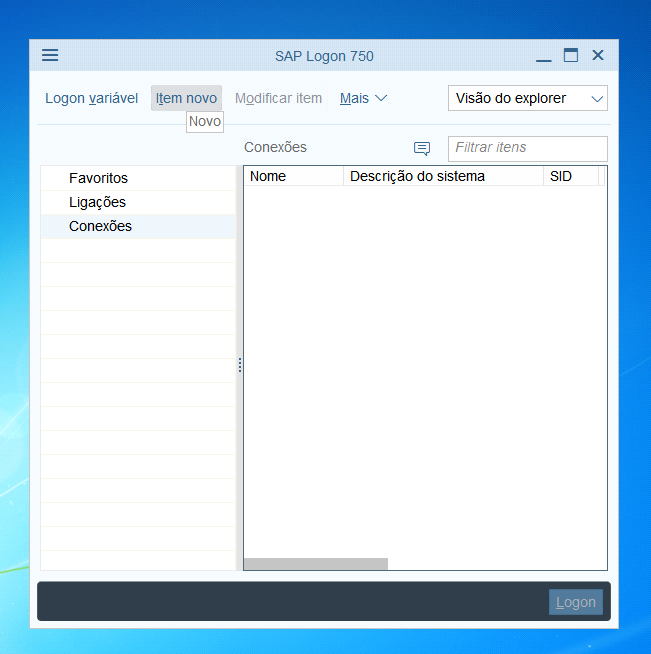 SAP Logon 750
Logon variável Item novo Modificar item Mais Visão do explorer
Novo
Conexões Filtrar itens
Favoritos
Ligações
Conexões
Nome Descrição do sistema SID
Logon